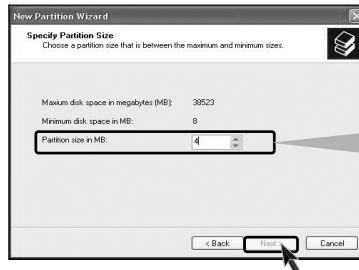 New Partition Wizard
Specify Partition Size
Choose a partition size that is between the maximum and minimum sizes.
Maxium disk space in megabytes (MB): 38523
Minimum disk space in MB: 8
Partition size in MB: 4
< Back Next > Cancel